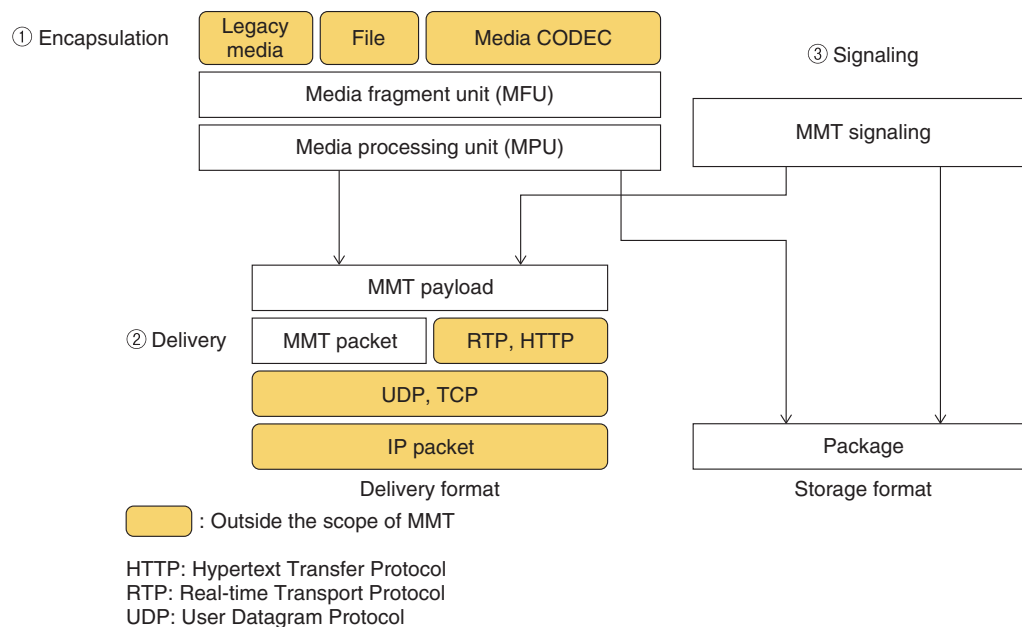 ① Encapsulation
Legacy
media
File
Media CODEC
③ Signaling
Media fragment unit (MFU)
MMT signaling
Media processing unit (MPU)
MMT payload
② Delivery
MMT packet
RTP, HTTP
UDP, TCP
IP packet
Package
Delivery format
Storage format
: Outside the scope of MMT
HTTP: Hypertext Transfer Protocol
RTP: Real-time Transport Protocol
UDP: User Datagram Protocol